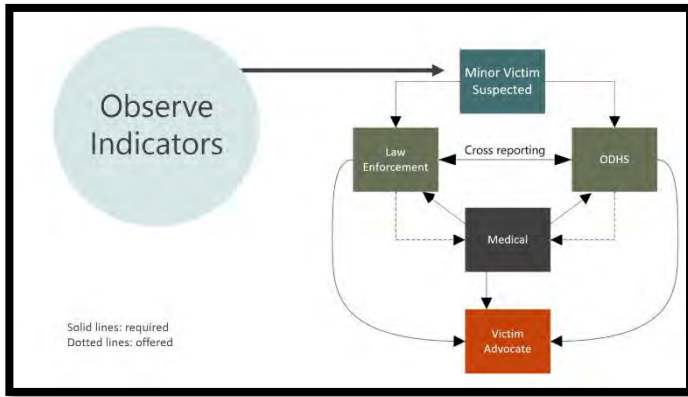 Observe
Indicators
Minor Victim
Suspected
Law
Enforcement
Cross reporting
ODHS
Medical
Victim
Advocate
Solid lines: required
Dotted lines: offered